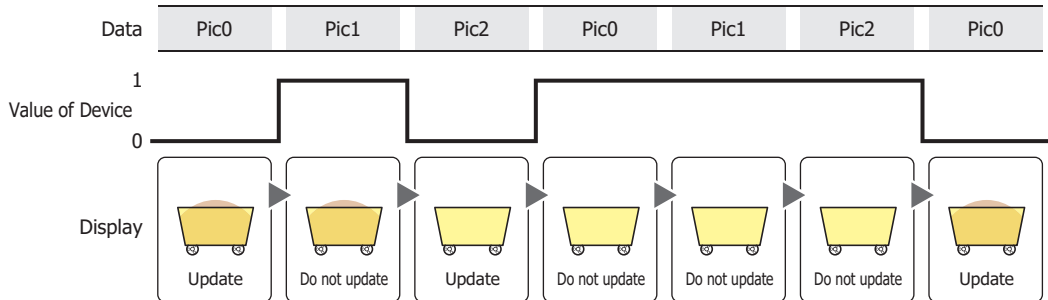 Data Pic0 Pic1 Pic2 Pic0 Pic1 Pic2 Pic0
1
Value of Device
0
Display
Update Do not update Update Do not update Do not update Do not update Update